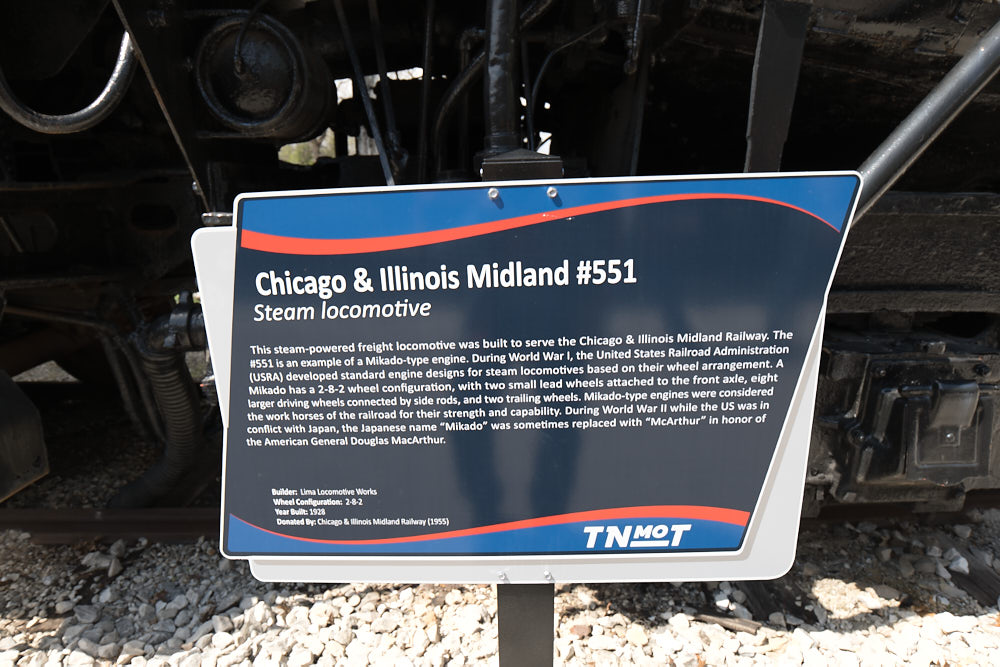 Chicago & Illinois Midland #551
Steam locomotive
This steam-powered freight locomotive was built to serve the Chicago & Illinois Midland Railway. The
#551 is an example of a Mikado-type engine. During World War I, the United States Railroad Administration
(USRA) developed standard engine designs for steam locomotives based on their wheel arrangement. A
Mikado has a 2-8-2 wheel configuration, with two small lead wheels attached to the front axle, eight
larger driving wheels connected by side rods, and two trailing wheels. Mikado-type engines were considered
the work horses of the railroad for their strength and capability. During World War II while the US was in
conflict with Japan, the Japanese name “Mikado” was sometimes replaced with “McArthur” in honor of
the American General Douglas MacArthur.
Builder: Lima Locomotive Works
Wheel Configuration: 2-8-2
Year Built: 1928
Donated By: Chicago & Illinois Midland Railway (1955)
TNMOT